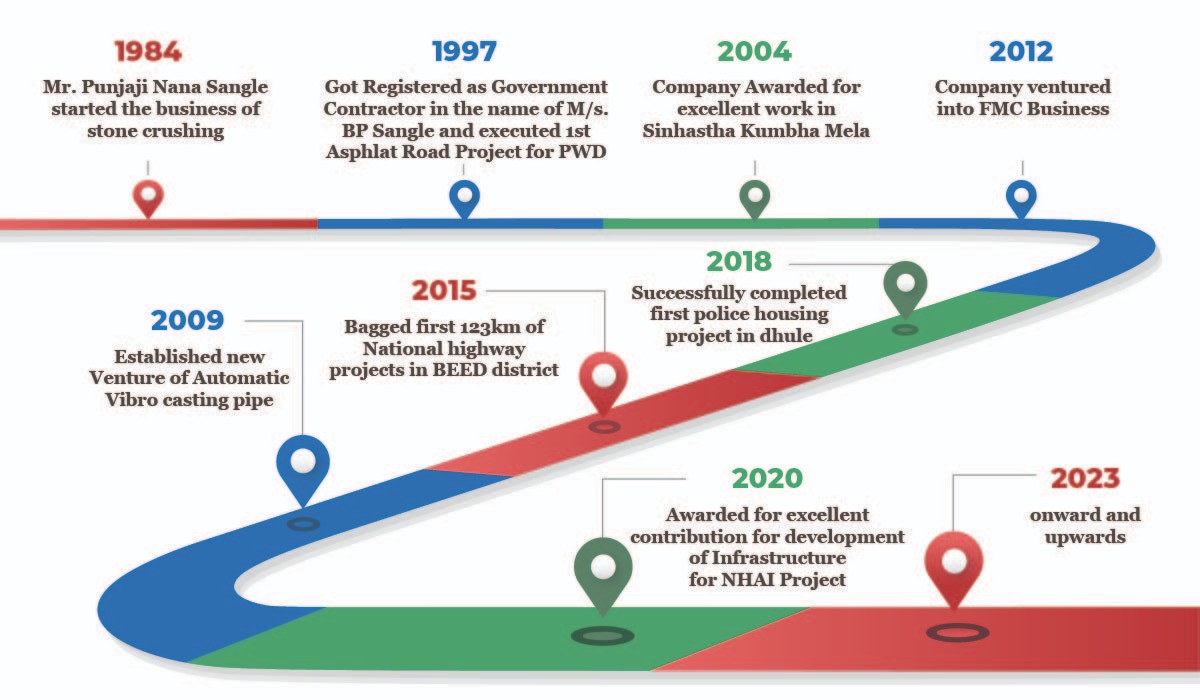 1984
Mr. Punjaji Nana Sangle
started the business of
stone crushing
1997
Got Registered as Government
Contractor in the name of M/s.
BP Sangle and executed 1st
Asphlat Road Project for PWD
2004
Company Awarded for
excellent work in
Sinhastha Kumbha Mela
2012
Company ventured
into FMC Business
2018
Successfully completed
first police housing
project in dhule
2015
Bagged first 123km of
National highway
projects in BEED district
2009
Established new
Venture of Automatic
Vibro casting pipe
2020
Awarded for excellent
contribution for development
of Infrastructure
for NHAI Project
2023
onward and
upwards